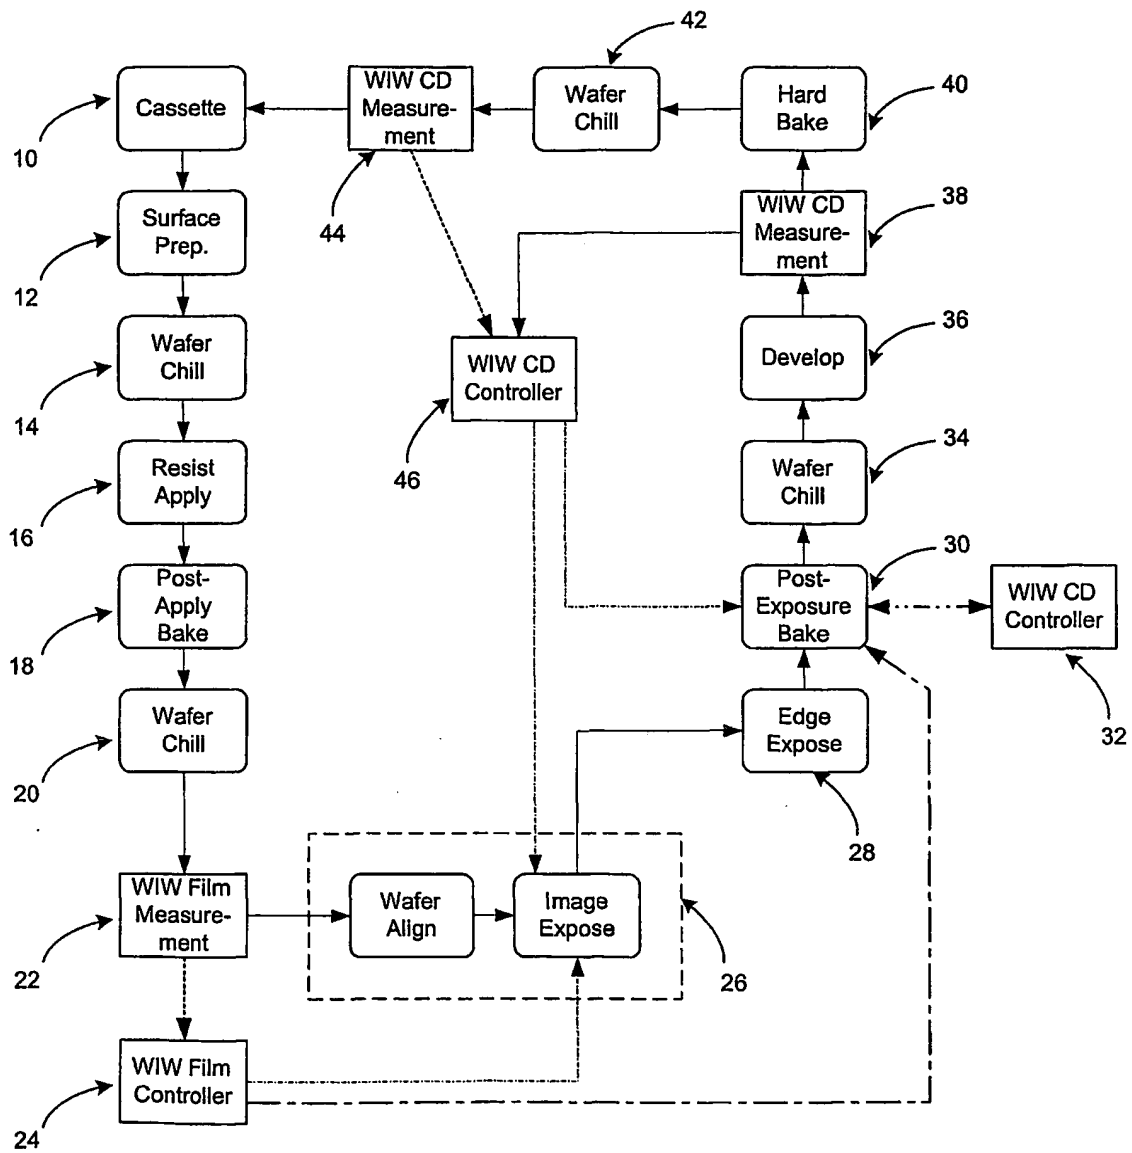 42
WIW CD
Measure-
ment
Wafer
Chill
Hard
Bake
Cassette
40
10
44
38
Surface
Prep.
WIW CD
Measure-
ment
12
36
Wafer
Chill
WIW CD
Controller
Develop
14
46
34
Resist
Apply
Wafer
Chill
16
30
Post-
Apply
Bake
Post-
Exposure
Bake
WIW CD
Controller
18
32
Wafer
Chill
Edge
Expose
20
28
WIW Film
Measure-
ment
Wafer
Align
Image
Expose
22
26
WIW Film
Controller
24